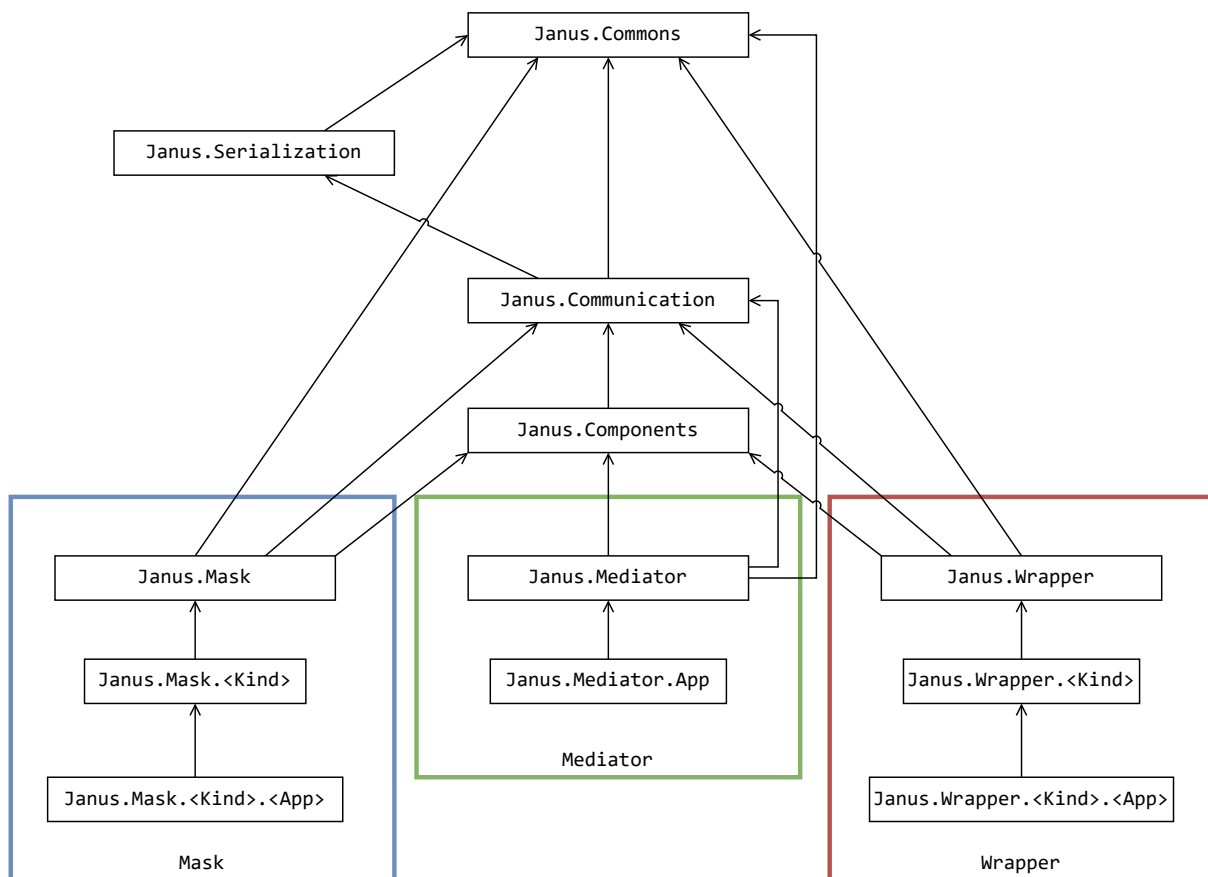 Janus.Commons
Janus.Serialization
Janus.Communication
Janus.Components
Janus.Mask
Janus.Mediator
Janus.Wrapper
Janus.Mask.<Kind>
Janus.Mediator.App
Janus.Wrapper.<Kind>
Mediator
Janus.Mask.<Kind>.<App>
Janus.Wrapper.<Kind>.<App>
Mask
Wrapper